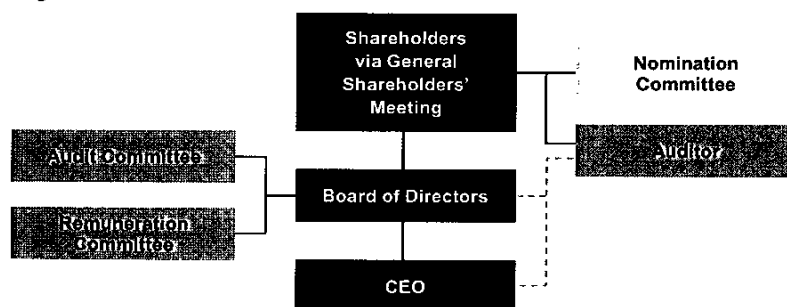 Shareholders
via General
Shareholders'
Meeting
Nomination
Committee
Audit Committee
Auditor
Board of Directors
Remuneration
Committee
CEO